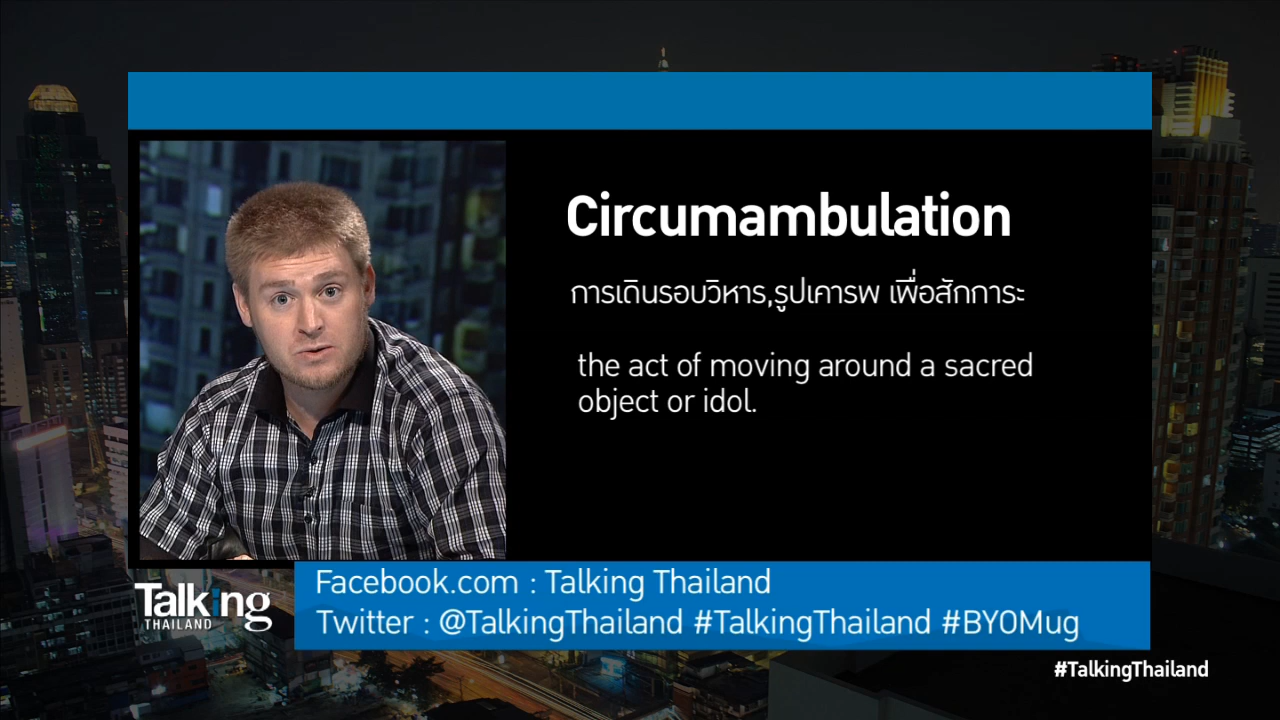 Circumambulation
การเดินรอบวิหาร,รูปเคารพ เพื่อสักการะ
the act of moving around a sacred
object or idol.
Talking
THAILAND
Facebook.com : Talking Thailand
Twitter : @TalkingThailand #TalkingThailand #BYOMug
#TalkingThailand